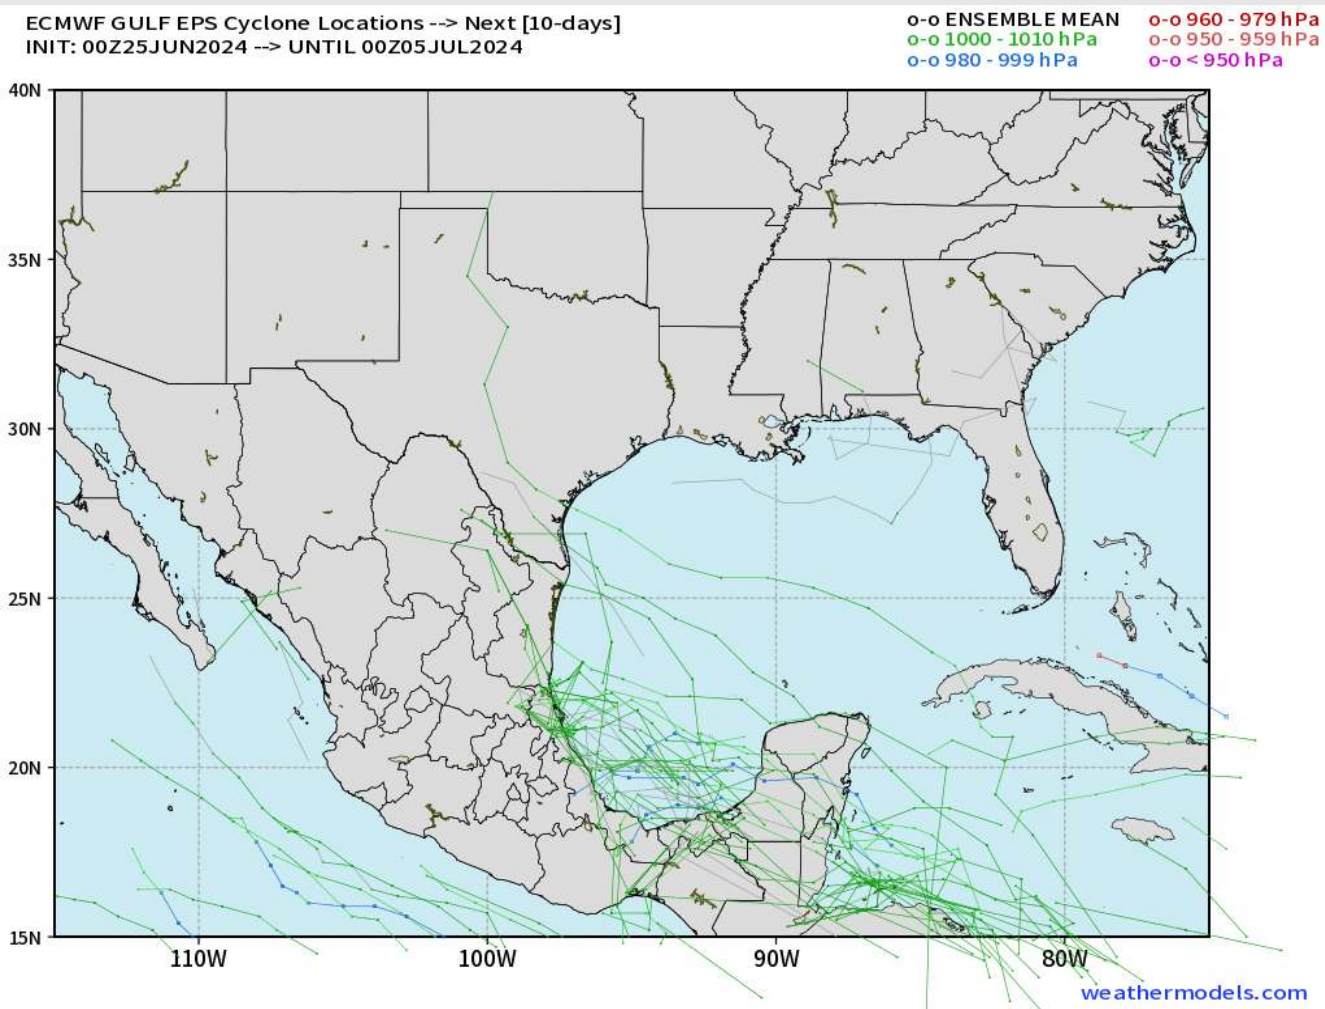 ECMWF GULF EPS Cyclone Locations --> Next [10-days]
INIT: 00Z25JUN2024 --> UNTIL 00Z05JUL2024
o-o ENSEMBLE MEAN
o-o 1000 - 1010 hPa
o-o 980 - 999 hPa
o-o 960 - 979 hPa
o-o 950 - 959 hPa
o-o < 950 hPa
40N
35N
30N
25N
20N
15N
110W
100W
90W
80W
weathermodels.com